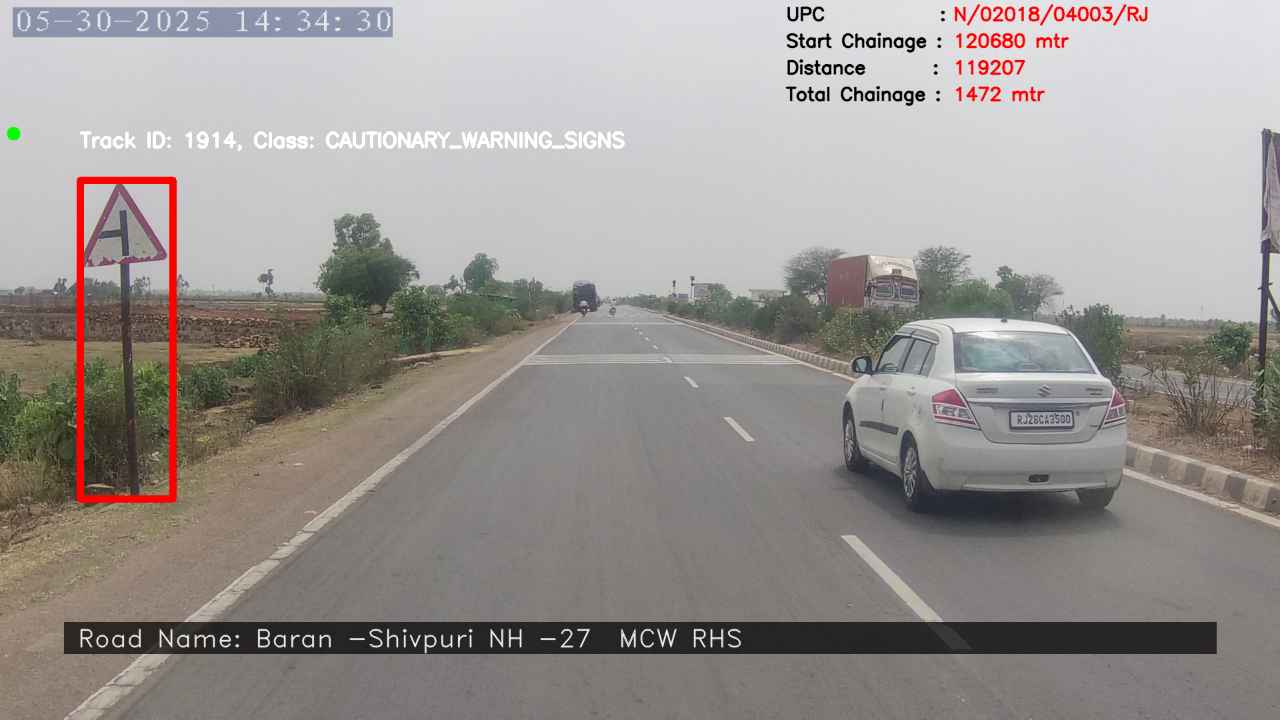 05-30-2025 14:34:30
UPC : N/02018/04003/RJ
Start Chainage : 120680 mtr
Distance : 119207
Total Chainage : 1472 mtr
Track ID: 1914, Class: CAUTIONARY_WARNING_SIGNS
RJ28CA3500
Road Name: Baran -Shivpuri NH -27 MCW RHS